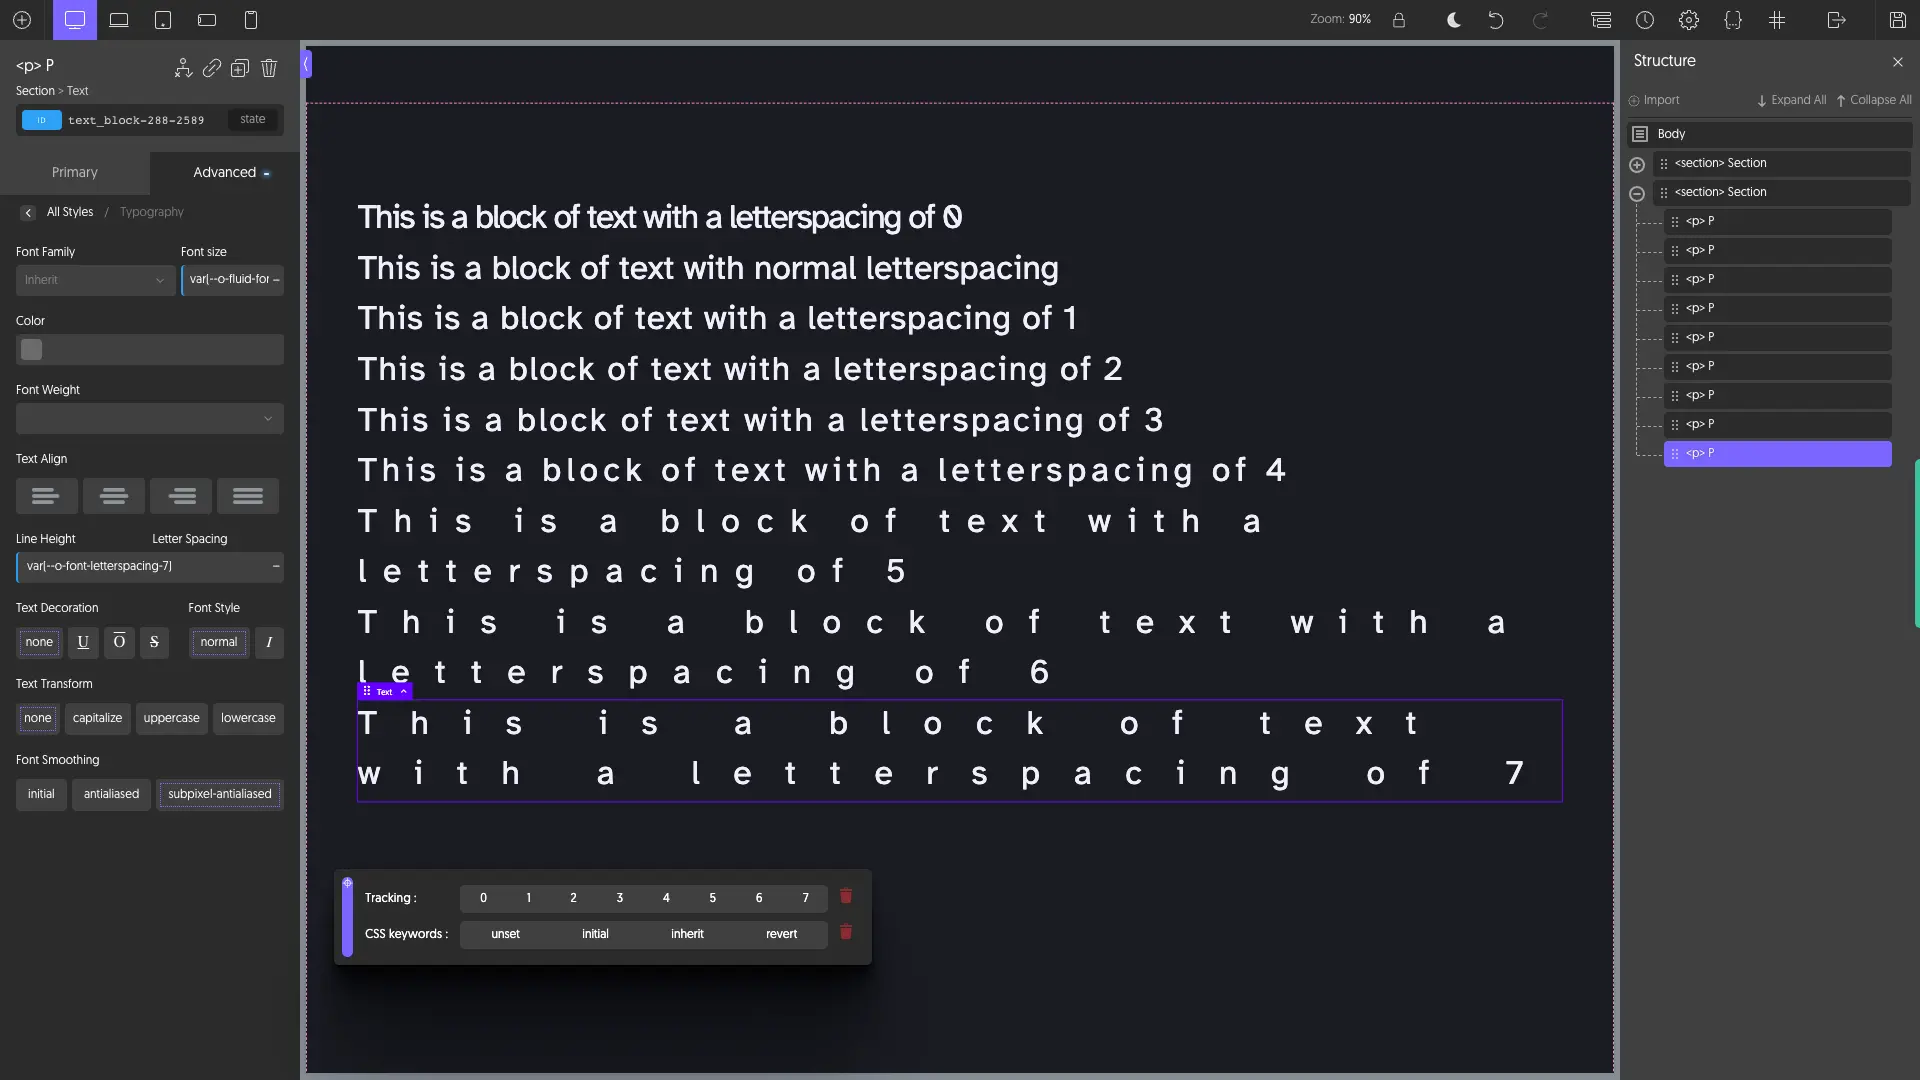 Zoom: 90%
<p> P
Section > Text
ID text_block-288-2589 state
Primary
Advanced
All Styles / Typography
Font Family
Font size
Inherit
var(--o-fluid-for
Color
Font Weight
Text Align
Line Height
Letter Spacing
var(--o-font-letterspacing-7)
Text Decoration
Font Style
none U O S normal I
Text Transform
none capitalize uppercase lowercase
Font Smoothing
initial antialiased subpixel-antialiased
This is a block of text with a letterspacing of 0
This is a block of text with normal letterspacing
This is a block of text with a letterspacing of 1
This is a block of text with a letterspacing of 2
This is a block of text with a letterspacing of 3
This is a block of text with a letterspacing of 4
This is a block of text with a
letterspacing of 5
This is a block of text with a
letterspacing of 6
Text
This is a block of text
with a letterspacing of 7
Tracking : 0 1 2 3 4 5 6 7
CSS keywords : unset initial inherit revert
Structure
Import
Expand All
Collapse All
Body
<section> Section
<section> Section
<p> P
<p> P
<p> P
<p> P
<p> P
<p> P
<p> P
<p> P
<p> P